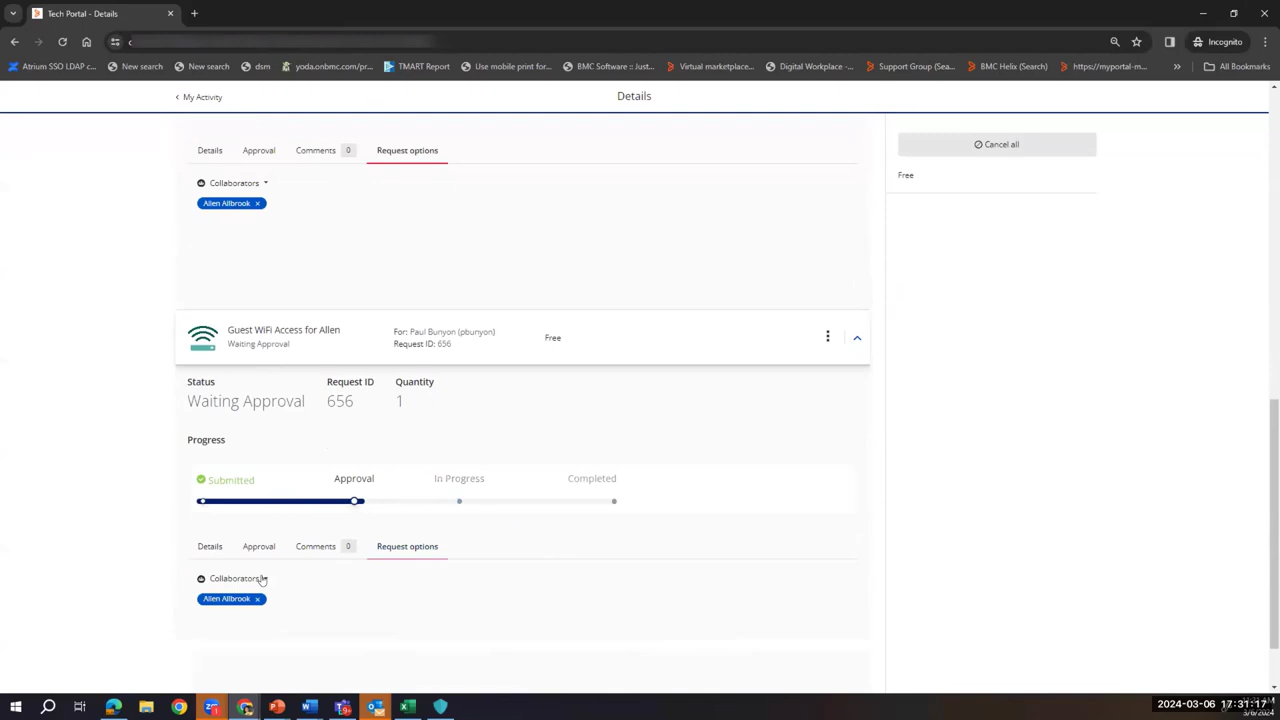 Tech Portal - Details
Incognito
Atrium SSO LDAP c...
New search
New search
dsm
yoda.onbmc.com/pr...
TMART Report
Use mobile print for...
BMC Software :: Just...
Virtual marketplace...
Digital Workplace -...
Support Group (Sea...
BMC Helix (Search)
https://myportal-m...
All Bookmarks
My Activity
Details
Details
Approval
Comments
0
Request options
Cancel all
Collaborators
Free
Allen Allbrook
Guest WiFi Access for Allen
For: Paul Bunyon (pbunyon)
Waiting Approval
Request ID: 656
Free
Status
Request ID
Quantity
Waiting Approval
656
1
Progress
Submitted
Approval
In Progress
Completed
Details
Approval
Comments
0
Request options
Collaborators
Allen Allbrook
2024-03-06 17:31:17
3/6/2024